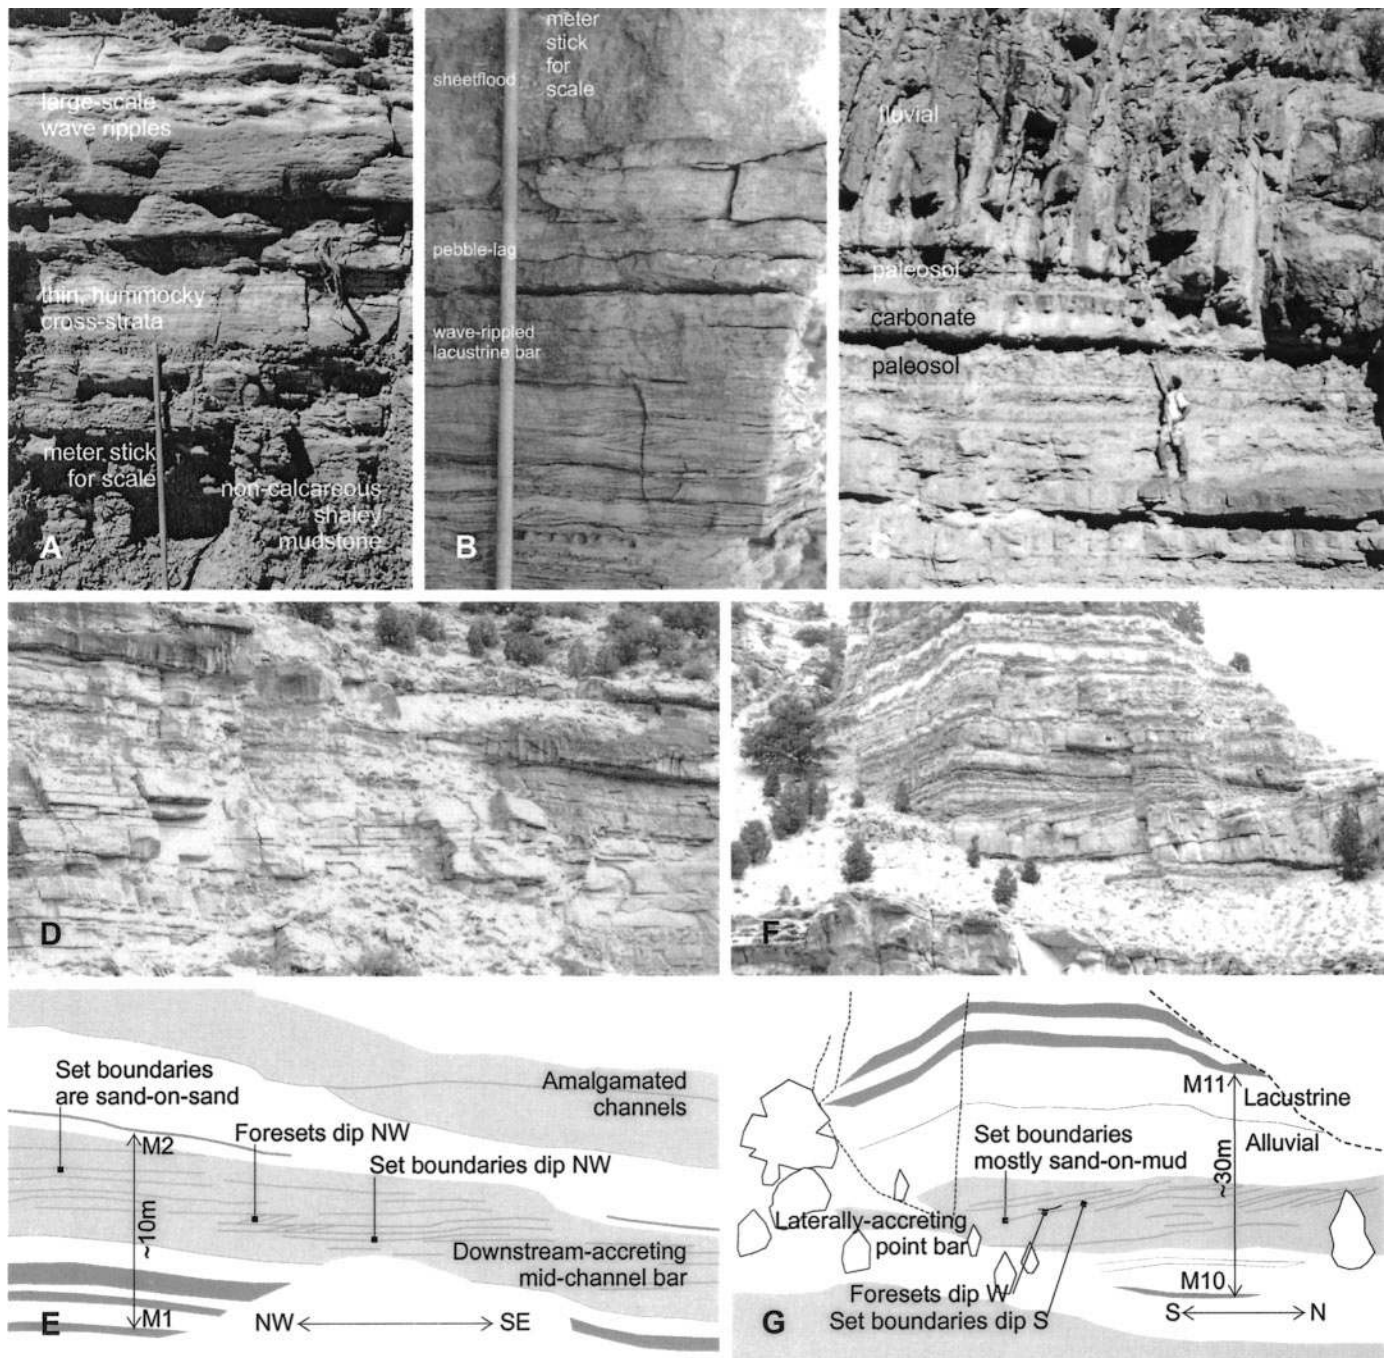 large-scale
wave ripples
thin, hummocky
cross-strata
meter stick
for scale
non-calcareous
shaley
mudstone
A
meter
stick
for
scale
sheetflood
pebble-lag
wave-rippled
lacustrine bar
B
fluvial
paleosol
carbonate
paleosol
C
D
F
Set boundaries
are sand-on-sand
Amalgamated
channels
M2
Foresets dip NW
Set boundaries dip NW
~10m
Downstream-accreting
mid-channel bar
M1
E
NW
SE
M11
Lacustrine
Alluvial
Set boundaries
mostly sand-on-mud
~30m
Laterally-accreting
point bar
M10
Foresets dip W
Set boundaries dip S
G
S
N